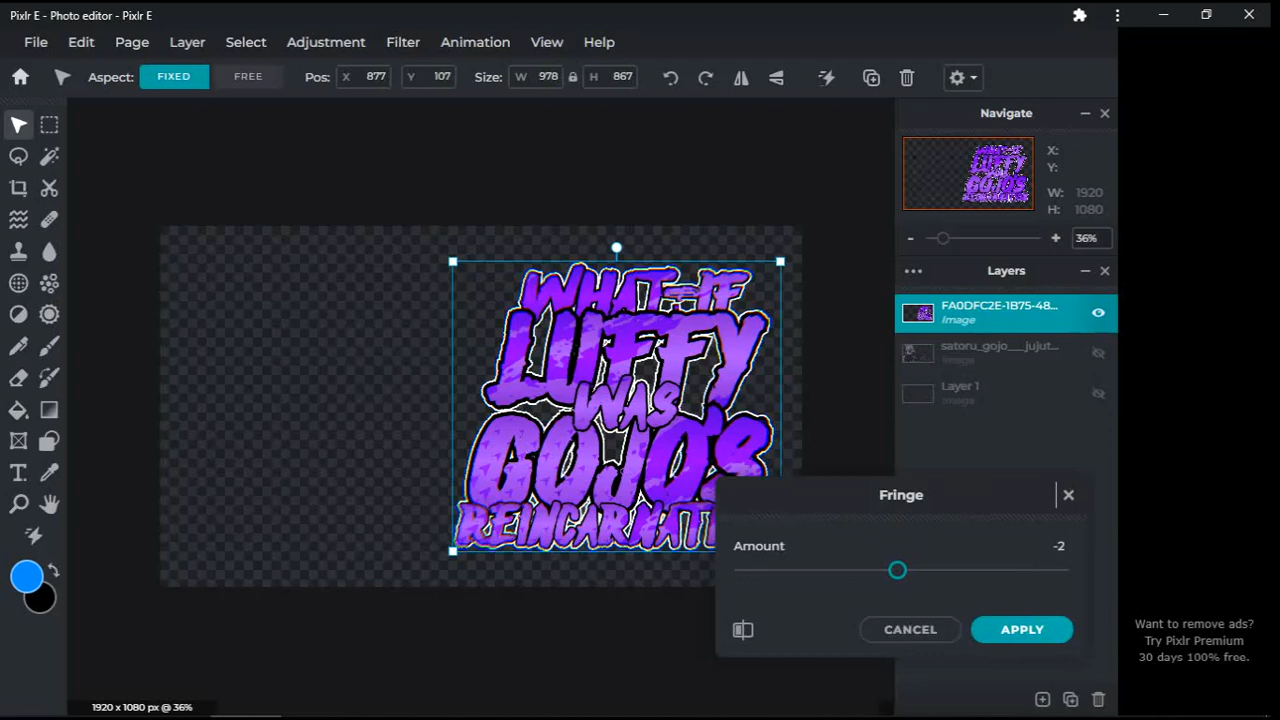 Pixlr E - Photo editor - Pixlr E
File Edit Page Layer Select Adjustment Filter Animation View Help
Aspect: FIXED FREE Pos: X 877 Y 107 Size: W 978 H 867
Navigate
X:
Y:
W: 1920
H: 1080
- + 36%
Layers
FA0DFC2E-1B75-48...
Image
satoru_gojo___jujut...
Image
Layer 1
Image
WHAT-IF
LUFFY
WAS
GOJO'S
REINCARNATI
Fringe
Amount -2
CANCEL APPLY
Want to remove ads?
Try Pixlr Premium
30 days 100% free.
1920 x 1080 px @ 36%